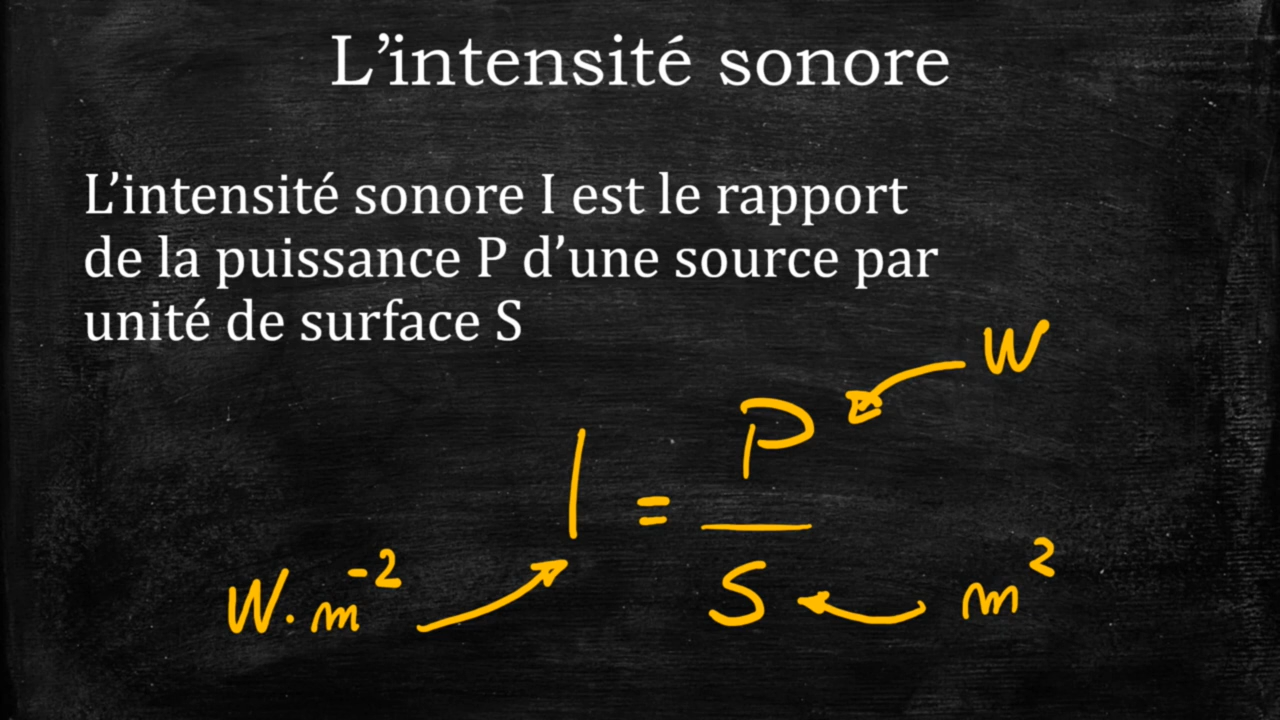 L’intensité sonore
L’intensité sonore I est le rapport
de la puissance P d’une source par
unité de surface S
W
I = P / S
W·m⁻²
m²